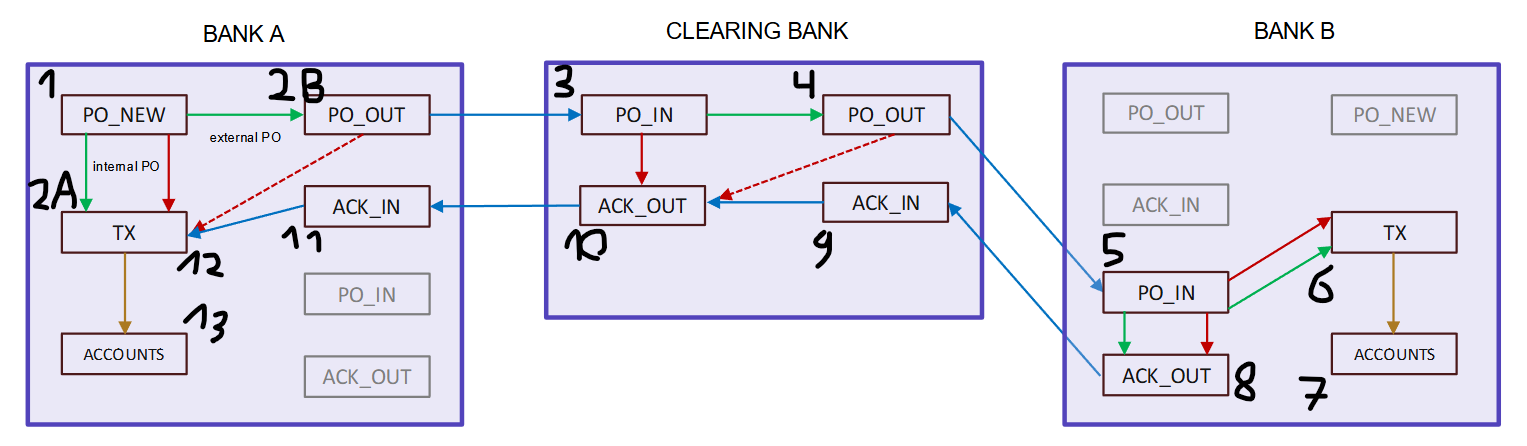 BANK A
CLEARING BANK
BANK B
1
PO_NEW
2B
PO_OUT
external PO
internal PO
2A
TX
ACK_IN
11
12
PO_IN
13
ACCOUNTS
ACK_OUT
3
PO_IN
4
PO_OUT
ACK_OUT
10
ACK_IN
9
PO_OUT
PO_NEW
ACK_IN
5
PO_IN
TX
6
ACK_OUT
8
ACCOUNTS
7